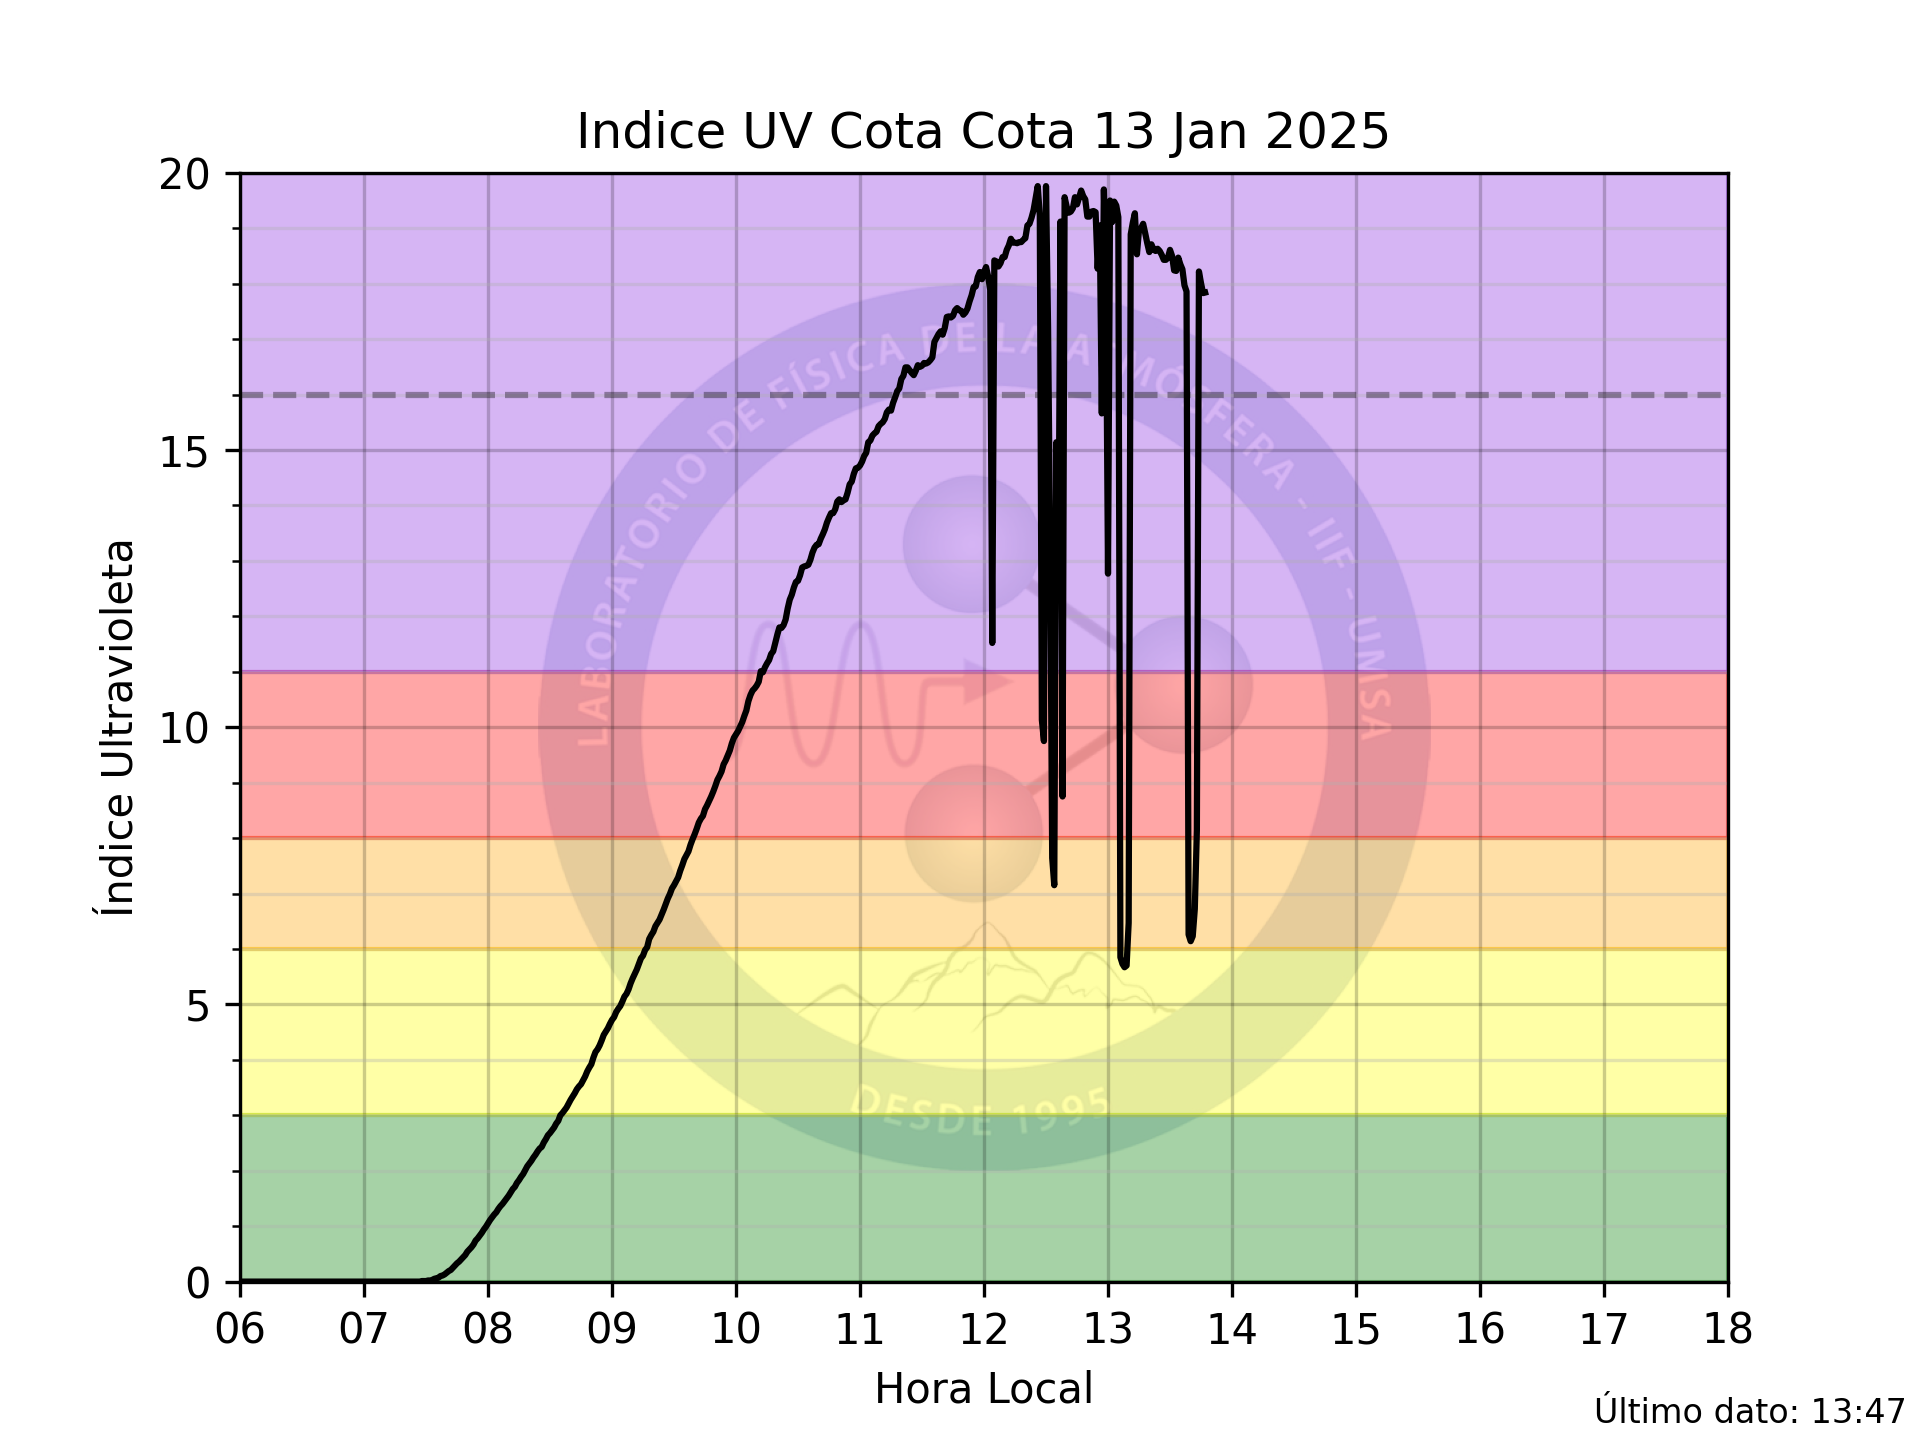 Indice UV Cota Cota 13 Jan 2025
20
15
10
5
0
Índice Ultravioleta
LABORATORIO DE FÍSICA DE LA ATMÓSFERA - IIF - UMSA
DESDE 1995
06 07 08 09 10 11 12 13 14 15 16 17 18
Hora Local
Último dato: 13:47